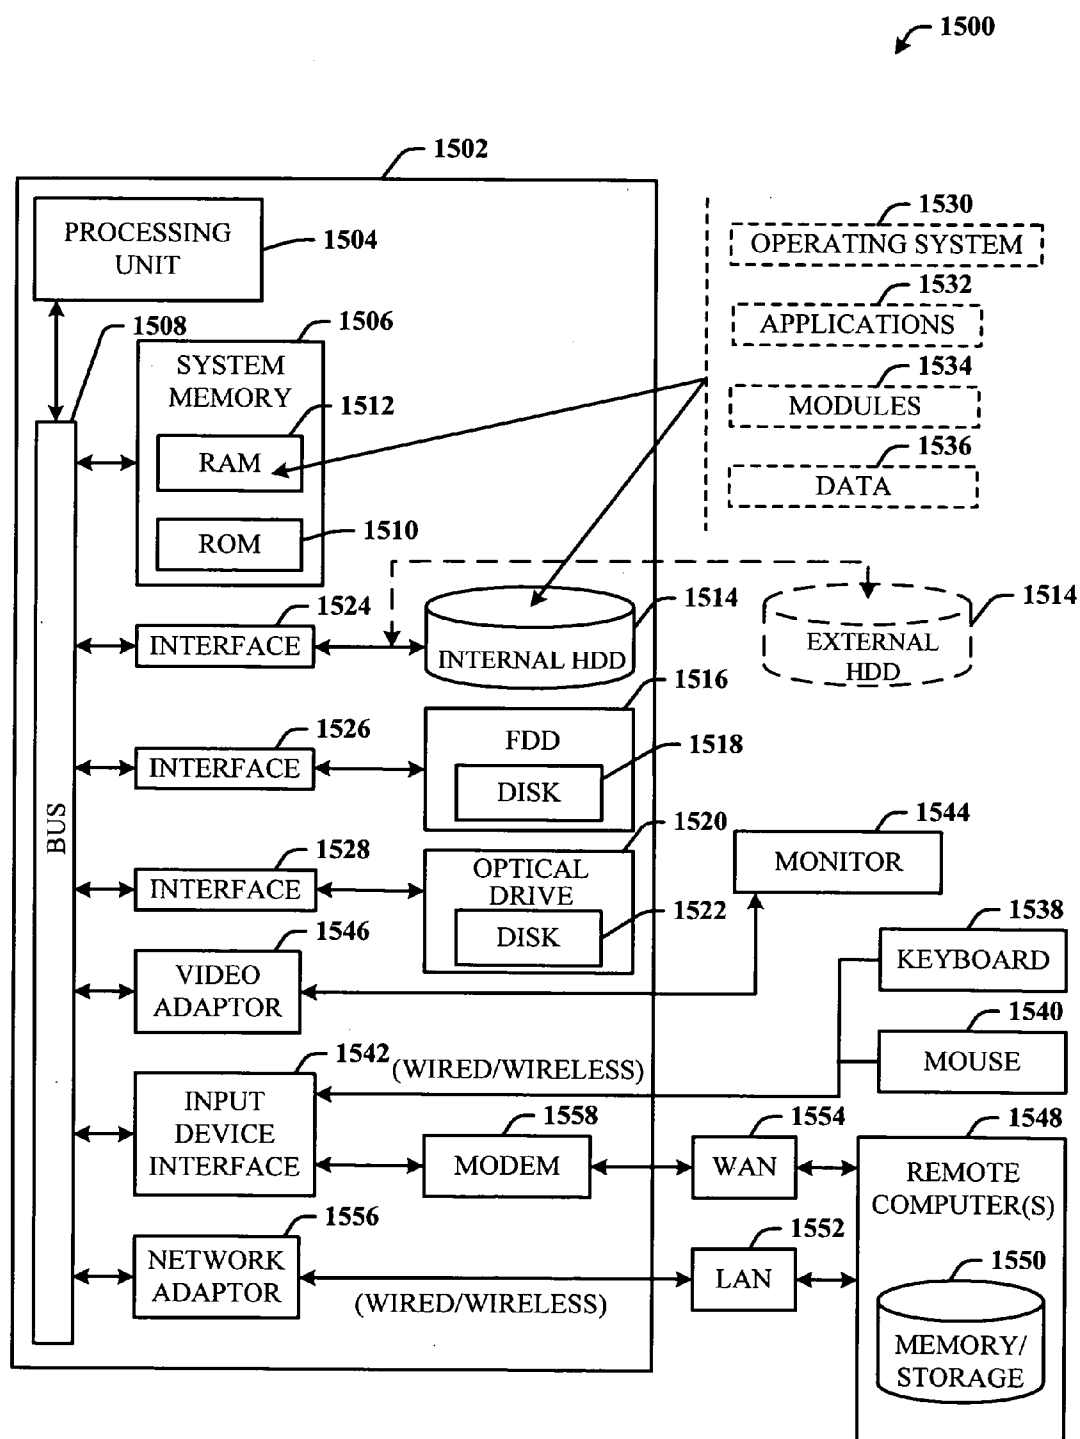 1500
1502
PROCESSING
UNIT
1504
1530
OPERATING SYSTEM
1532
APPLICATIONS
1534
MODULES
1536
DATA
1508
1506
SYSTEM
MEMORY
1512
RAM
1510
ROM
1524
INTERFACE
1514
INTERNAL HDD
1514
EXTERNAL
HDD
1516
FDD
1526
INTERFACE
1518
DISK
BUS
1520
OPTICAL
DRIVE
1528
INTERFACE
1522
DISK
1544
MONITOR
1546
VIDEO
ADAPTOR
1538
KEYBOARD
1540
MOUSE
1542
(WIRED/WIRELESS)
INPUT
DEVICE
INTERFACE
1558
MODEM
1554
WAN
1548
REMOTE
COMPUTER(S)
1556
NETWORK
ADAPTOR
(WIRED/WIRELESS)
1552
LAN
1550
MEMORY/
STORAGE